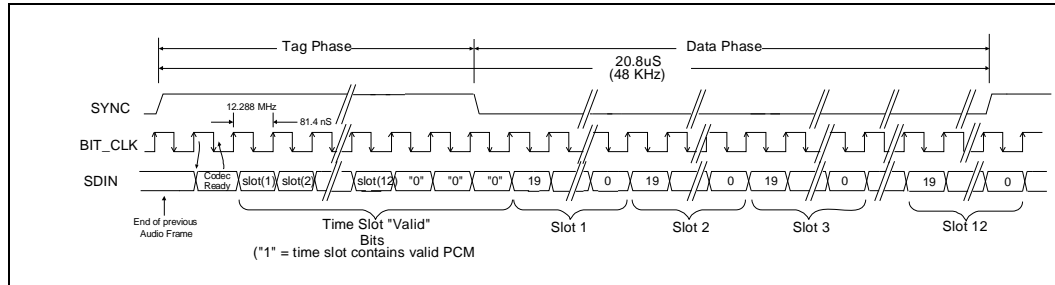 Tag Phase
Data Phase
20.8uS
(48 KHz)
SYNC
12.288 MHz
81.4 nS
BIT_CLK
SDIN
Codec
Ready
slot(1)
slot(2)
slot(12)
"0"
"0"
"0"
19
0
19
0
19
0
19
0
End of previous
Audio Frame
Time Slot "Valid"
Bits
("1" = time slot contains valid PCM
Slot 1
Slot 2
Slot 3
Slot 12